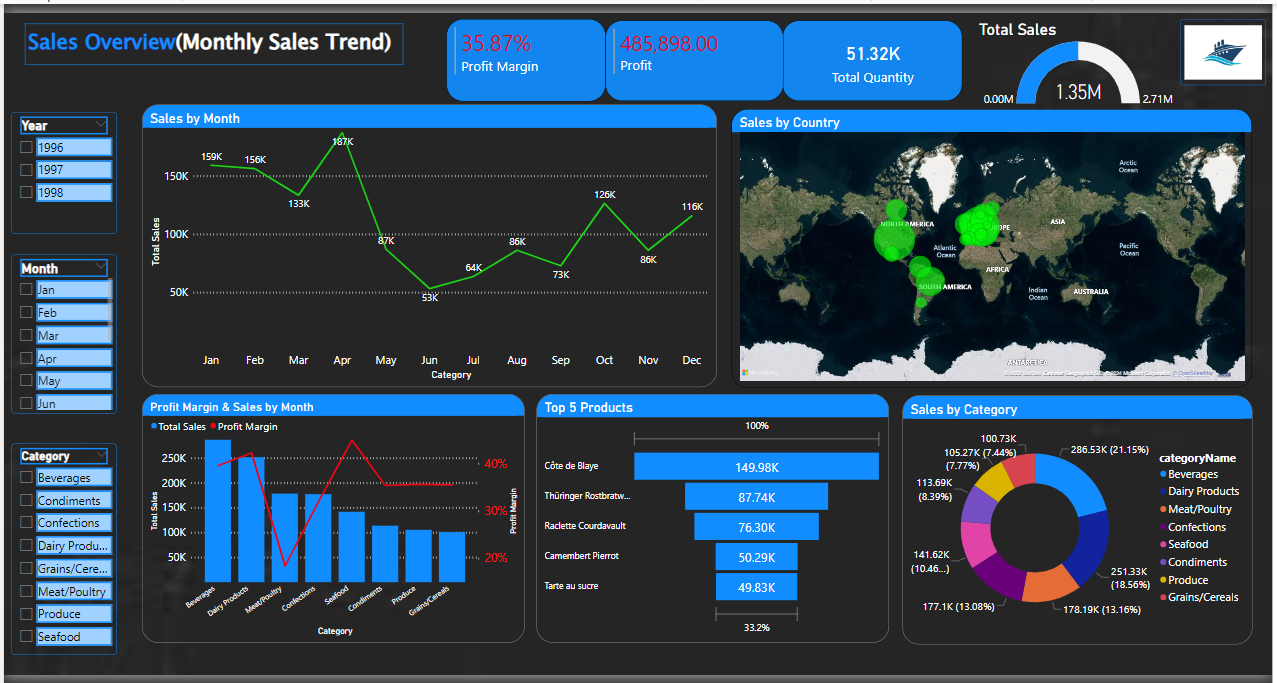 Sales Overview(Monthly Sales Trend)
35.87%
Profit Margin
485,898.00
Profit
51.32K
Total Quantity
Total Sales
1.35M
0.00M
2.71M
Year
1996
1997
1998
Month
Jan
Feb
Mar
Apr
May
Jun
Category
Beverages
Condiments
Confections
Dairy Produ...
Grains/Cere...
Meat/Poultry
Produce
Seafood
Sales by Month
Total Sales
150K
100K
50K
159K
156K
133K
187K
87K
53K
64K
86K
73K
126K
86K
116K
Jan Feb Mar Apr May Jun Jul Aug Sep Oct Nov Dec
Category
Sales by Country
Arctic
Ocean
NORTH AMERICA
OPE
ASIA
Atlantic
Ocean
Pacific
Ocean
AFRICA
SOUTH AMERICA
Indian
Ocean
AUSTRALIA
ANTARCTICA
Profit Margin & Sales by Month
Total Sales Profit Margin
Total Sales
250K
200K
150K
100K
50K
40%
30%
20%
Profit Margin
Beverages
Dairy Products
Meat/Poultry
Confections
Seafood
Condiments
Produce
Grains/Cereals
Category
Top 5 Products
100%
Côte de Blaye 149.98K
Thüringer Rostbratw... 87.74K
Raclette Courdavault 76.30K
Camembert Pierrot 50.29K
Tarte au sucre 49.83K
33.2%
Sales by Category
286.53K (21.15%)
251.33K
(18.56%)
178.19K (13.16%)
177.1K (13.08%)
141.62K
(10.46...)
113.69K
(8.39%)
105.27K
(7.77%)
100.73K
(7.44%)
categoryName
Beverages
Dairy Products
Meat/Poultry
Confections
Seafood
Condiments
Produce
Grains/Cereals